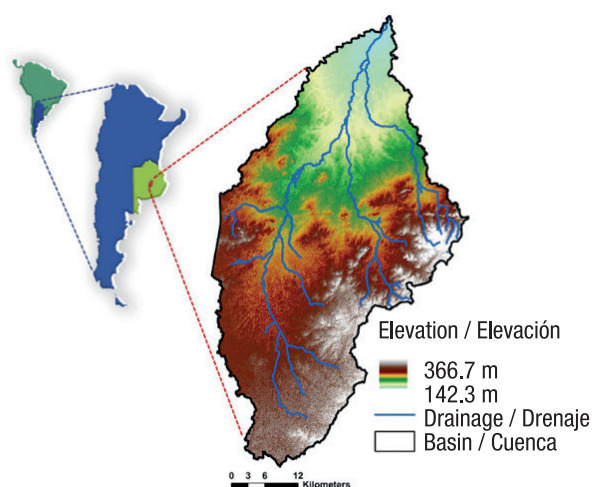 Elevation / Elevación
366.7 m
142.3 m
Drainage / Drenaje
Basin / Cuenca
0 3 6 12
Kilometers